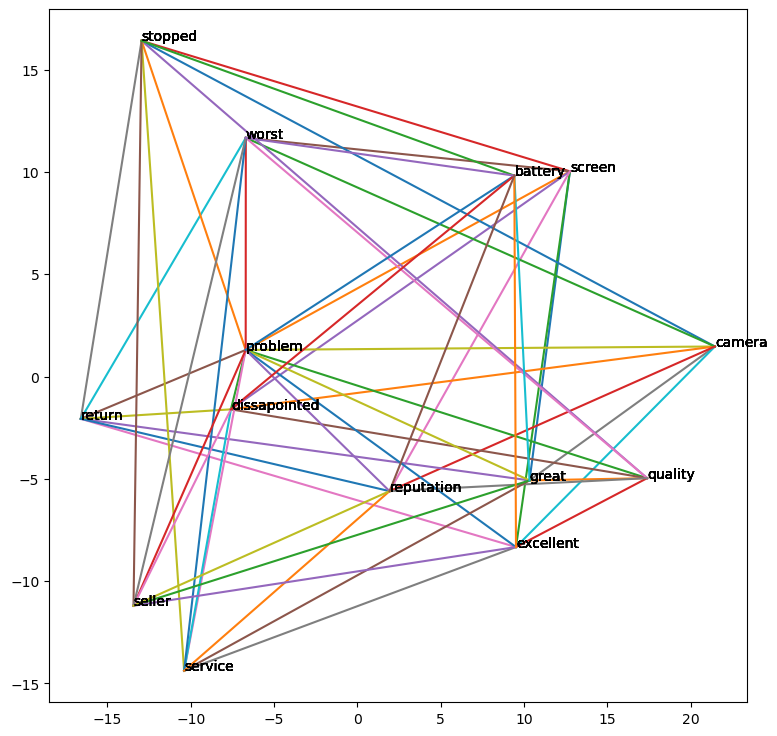 stopped
15
worst
10
battery
screen
5
problem
camera
0
dissapointed
return
−5
reputation
great
quality
excellent
−10
seller
service
−15
−15
−10
−5
0
5
10
15
20